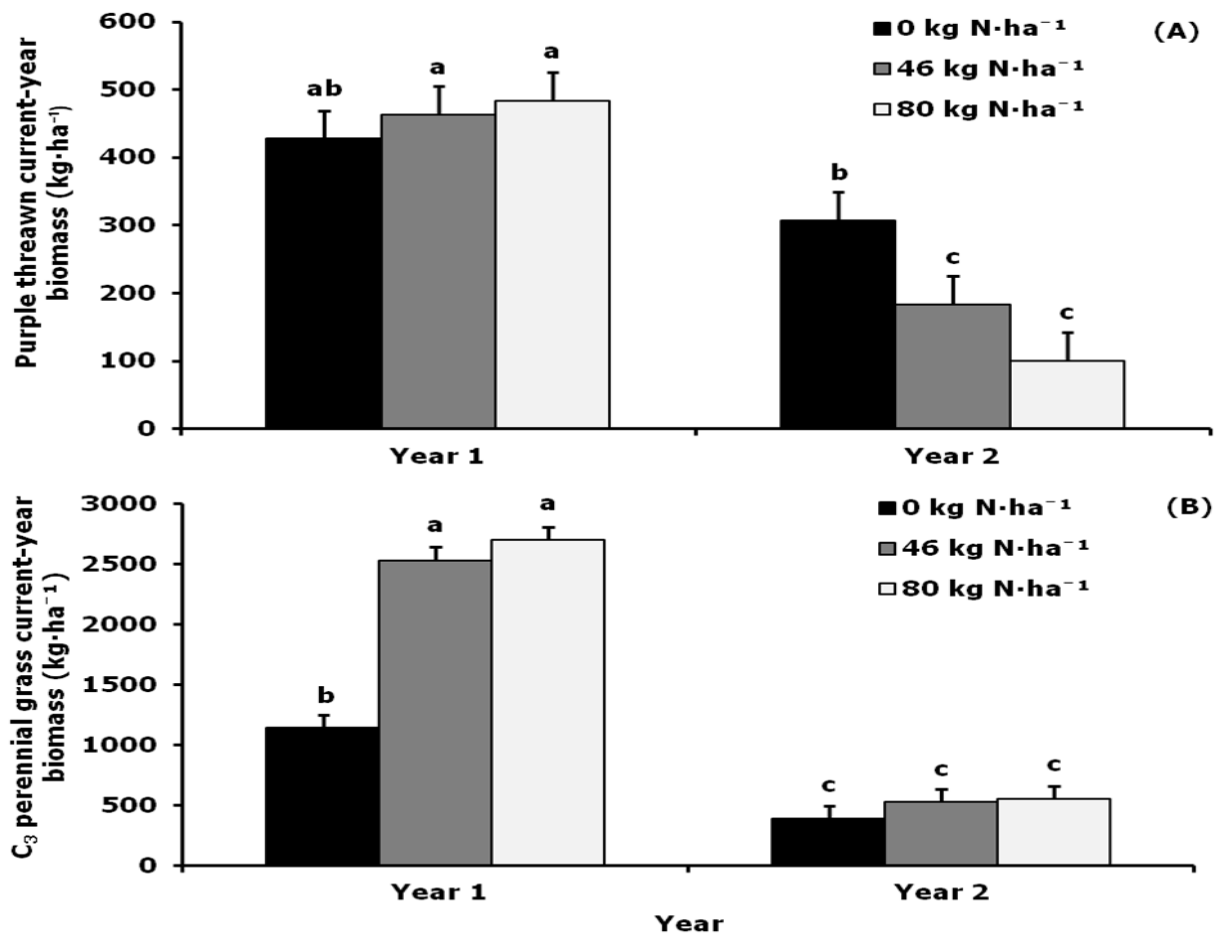 (A)
0 kg N·ha⁻¹
46 kg N·ha⁻¹
80 kg N·ha⁻¹
Purple threawn current-year
biomass (kg·ha⁻¹)
600
500
400
300
200
100
0
ab
a
a
b
c
c
Year 1
Year 2
(B)
0 kg N·ha⁻¹
46 kg N·ha⁻¹
80 kg N·ha⁻¹
C₃ perennial grass current-year
biomass (kg·ha⁻¹)
3000
2500
2000
1500
1000
500
0
b
a
a
c
c
c
Year 1
Year 2
Year